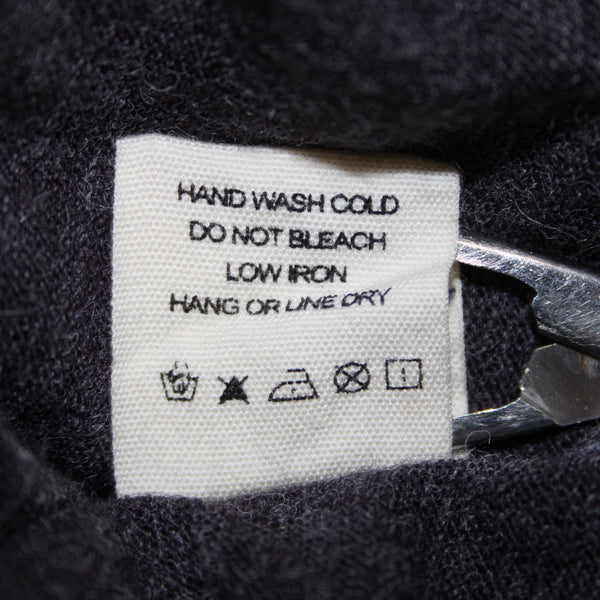 HAND WASH COLD
DO NOT BLEACH
LOW IRON
HANG OR LINE DRY